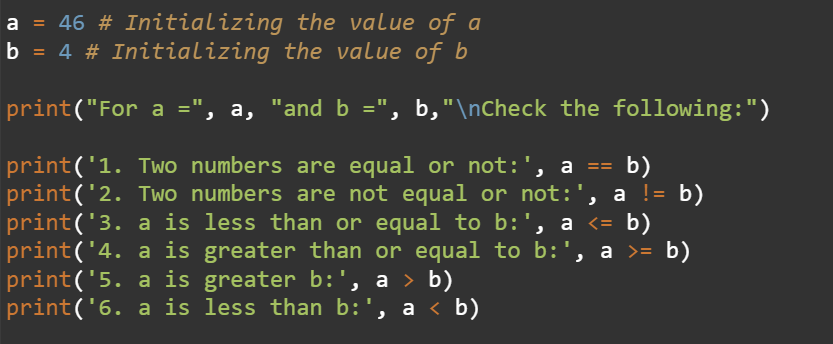 a = 46 # Initializing the value of a
b = 4 # Initializing the value of b
print("For a =", a, "and b =", b,"\nCheck the following:")
print('1. Two numbers are equal or not:', a == b)
print('2. Two numbers are not equal or not:', a != b)
print('3. a is less than or equal to b:', a <= b)
print('4. a is greater than or equal to b:', a >= b)
print('5. a is greater b:', a > b)
print('6. a is less than b:', a < b)